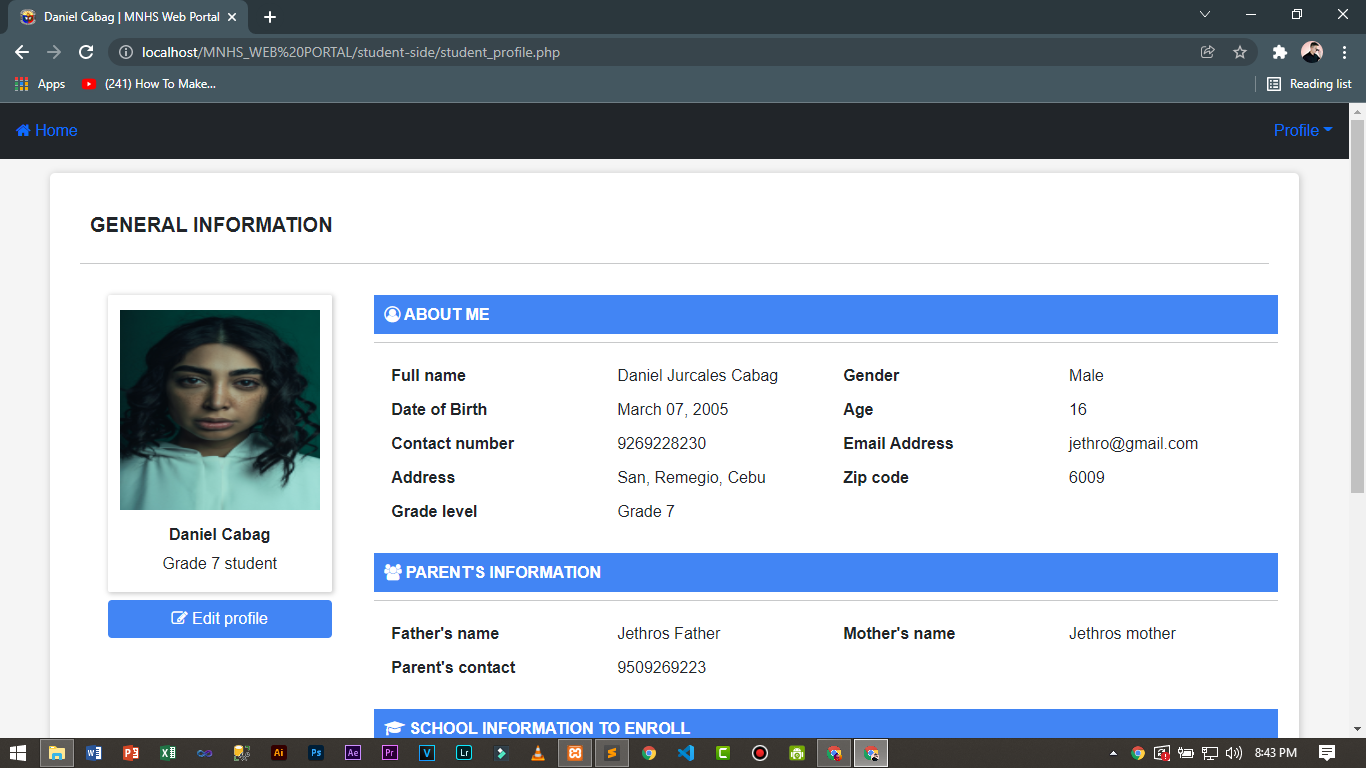 Daniel Cabag | MNHS Web Portal
localhost/MNHS_WEB%20PORTAL/student-side/student_profile.php
Apps (241) How To Make... Reading list
Home Profile
GENERAL INFORMATION
ABOUT ME
Full name Daniel Jurcales Cabag Gender Male
Date of Birth March 07, 2005 Age 16
Contact number 9269228230 Email Address jethro@gmail.com
Address San, Remegio, Cebu Zip code 6009
Grade level Grade 7
Daniel Cabag
Grade 7 student
Edit profile
PARENT'S INFORMATION
Father's name Jethros Father Mother's name Jethros mother
Parent's contact 9509269223
SCHOOL INFORMATION TO ENROLL
8:43 PM